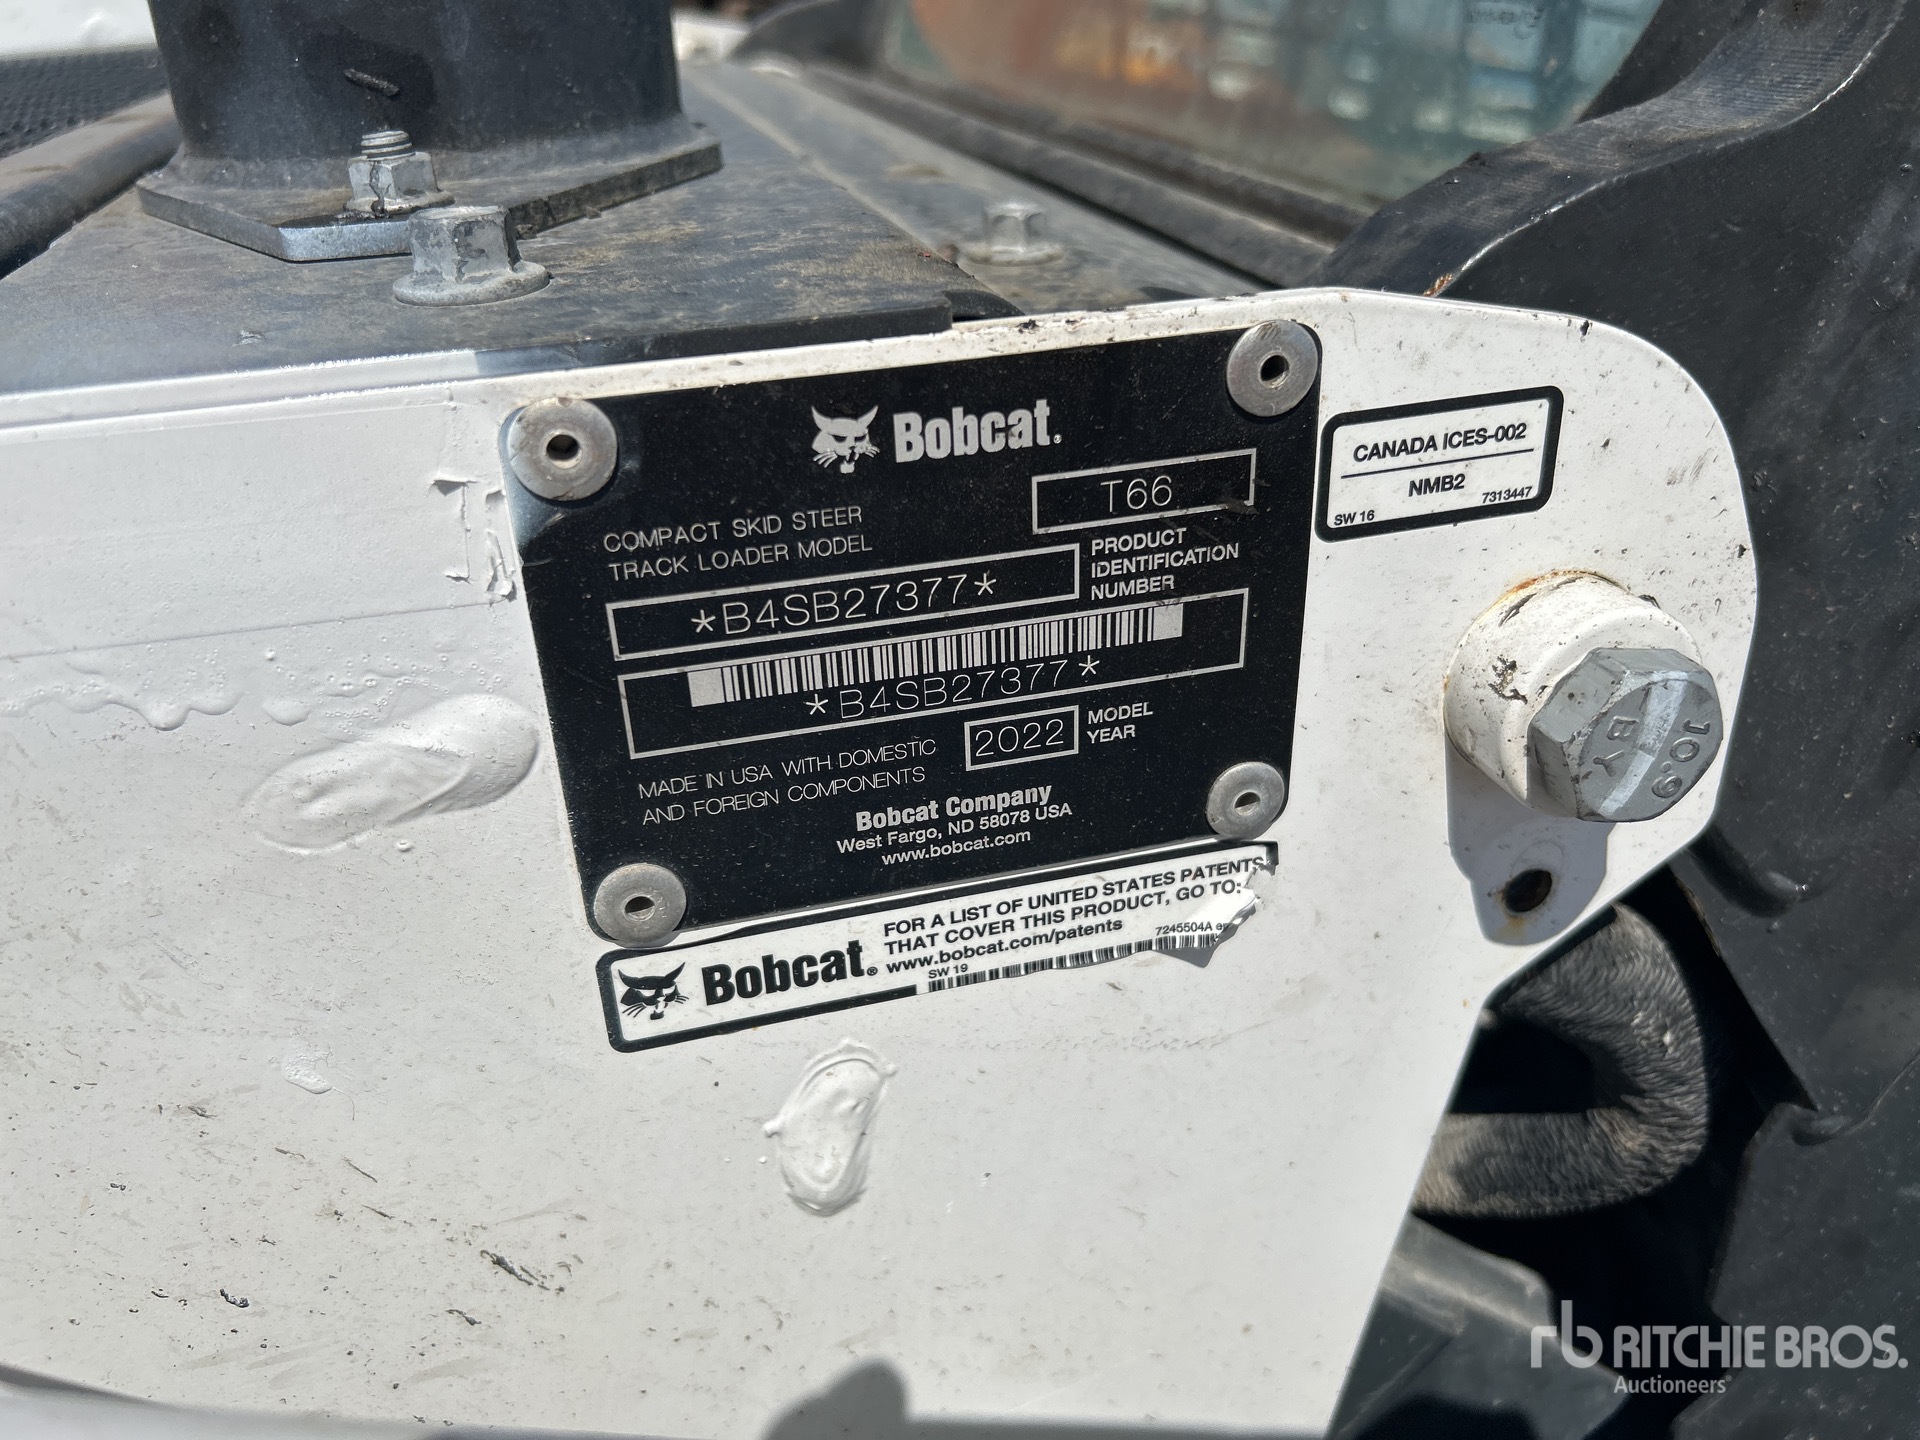 Bobcat®
COMPACT SKID STEER
TRACK LOADER MODEL
T66
*B4SB27377*
PRODUCT
IDENTIFICATION
NUMBER
*B4SB27377*
MADE IN USA WITH DOMESTIC
AND FOREIGN COMPONENTS
2022
MODEL
YEAR
Bobcat Company
West Fargo, ND 58078 USA
www.bobcat.com
CANADA ICES-002
NMB2
SW 16
7313447
Bobcat®
FOR A LIST OF UNITED STATES PATENTS
THAT COVER THIS PRODUCT, GO TO:
www.bobcat.com/patents
SW 19
7245504A
10.9
BY
rb RITCHIE BROS.
Auctioneers